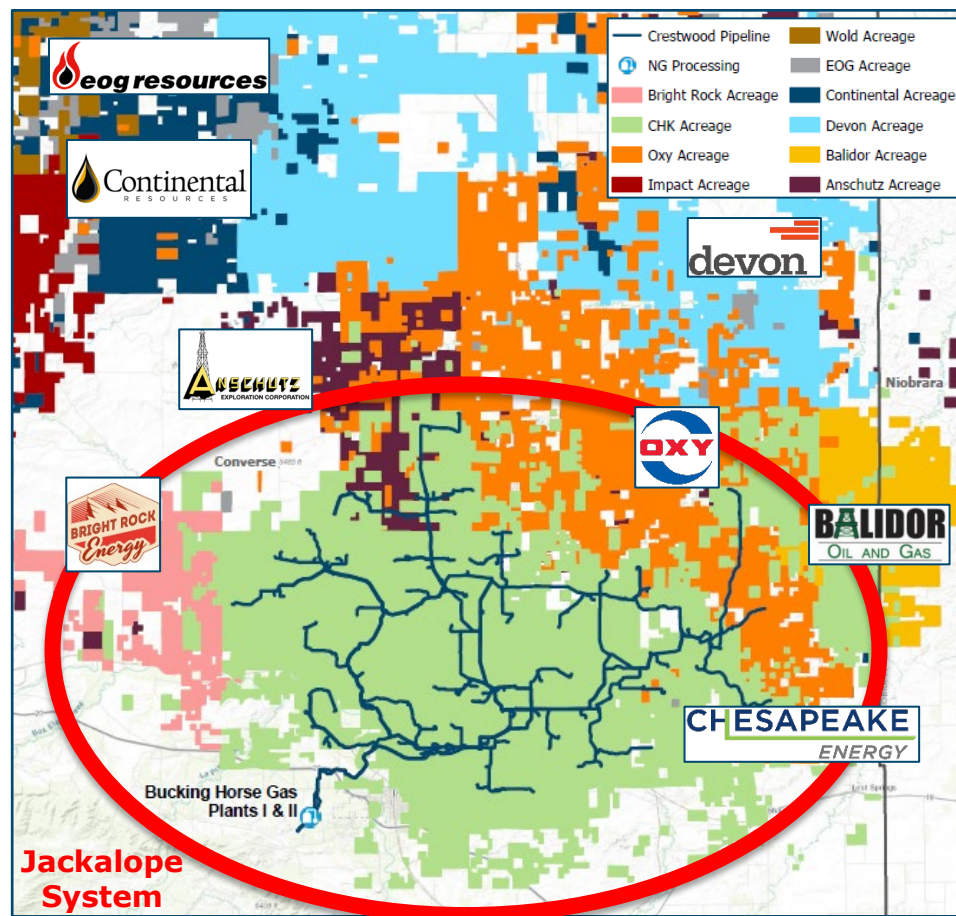 eog resources
Continental
RESOURCES
Crestwood Pipeline
NG Processing
Bright Rock Acreage
CHK Acreage
Oxy Acreage
Impact Acreage
Wold Acreage
EOG Acreage
Continental Acreage
Devon Acreage
Balidor Acreage
Anschutz Acreage
devon
ANSCHUTZ
EXPLORATION CORPORATION
Niobrara
OXY
Converse
BRIGHT ROCK
Energy
BALIDOR
OIL AND GAS
CHESAPEAKE
ENERGY
Bucking Horse Gas
Plants I & II
Lost Springs
Jackalope
System